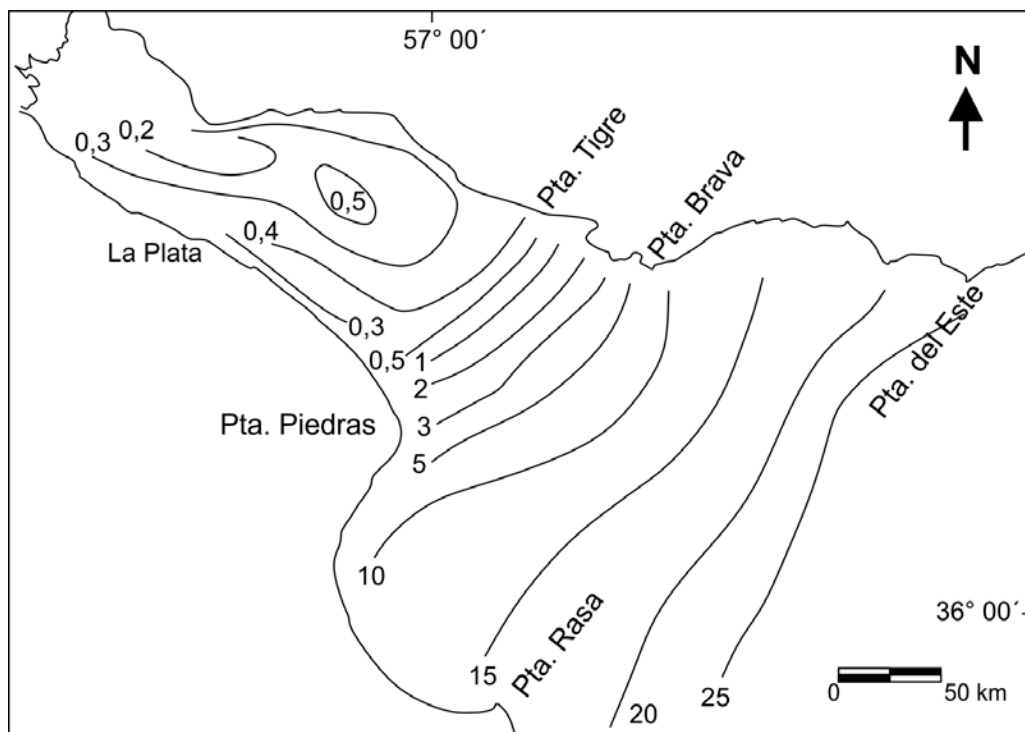 57° 00´
N
0,3
0,2
Pta. Tigre
Pta. Brava
0,5
La Plata
0,4
0,3
0,5
1
2
Pta. del Este
Pta. Piedras
3
5
10
36° 00´
Pta. Rasa
15
20
25
0
50 km